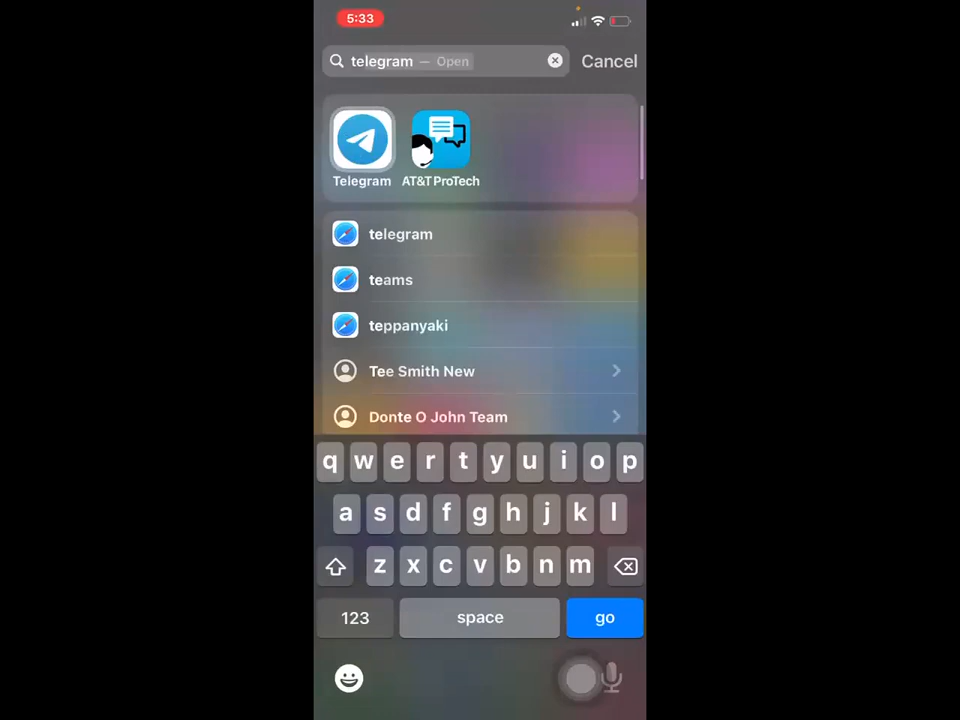 5:33
telegram — Open
Cancel
Telegram
AT&T ProTech
telegram
teams
teppanyaki
Tee Smith New
Donte O John Team
q w e r t y u i o p
a s d f g h j k l
z x c v b n m
123 space go